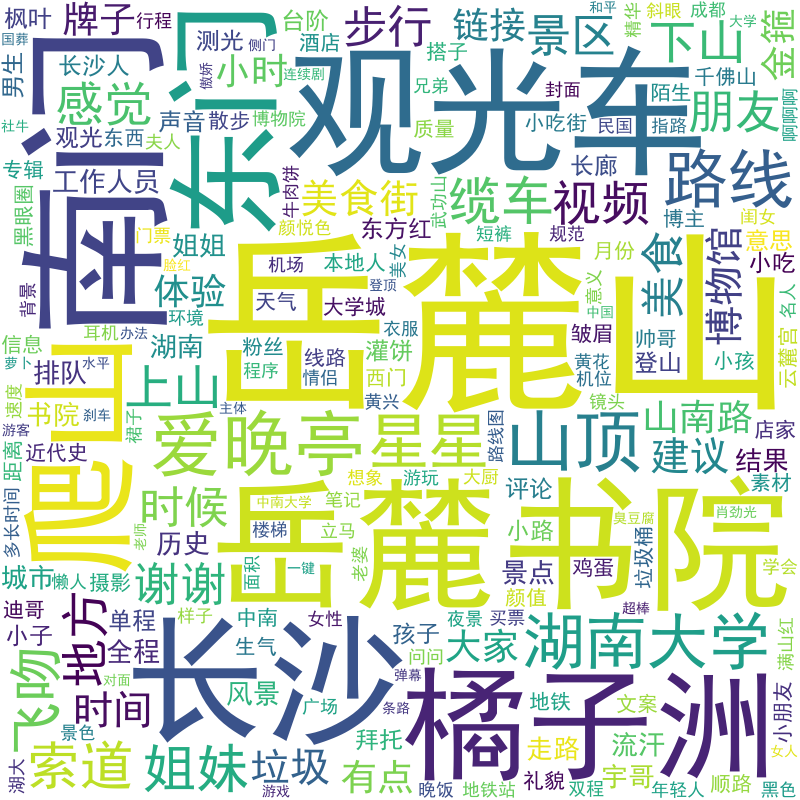 枫叶
牌子
行程
台阶
步行
链接
景区
和平
精华
斜眼
成都
大学
国葬
侧门
下山
金箍
男生
测光
酒店
搭子
观光车
长沙人
小时
傲娇
连续剧
兄弟
封面
千佛山
啊啊啊
南门
东门
感觉
朋友
陌生
社牛
观光
东西
夫人
声音
散步
博物院
质量
小吃街
民国
指路
专辑
工作人员
牛肉饼
美食街
武功山
长廊
路线
黑眼圈
门票
颜悦色
缆车
视频
博主
闺女
意思
脸红
姐姐
东方红
短裤
规范
月份
小吃
背景
机场
本地人
美女
登顶
体验
天气
大学城
意义
中国
美食
博物馆
名人
环境
衣服
皱眉
帅哥
信息
耳机
办法
岳麓山
湖南
粉丝
线路
灌饼
黄花
登山
云麓宫
萝卜
水平
排队
程序
情侣
西门
机位
小孩
速度
书院
刹车
上山
主体
黄兴
镜头
游客
裙子
路线图
山南路
店家
爬山
近代史
爱晚亭
星星
山顶
建议
结果
距离
多长时间
想象
游玩
大厨
评论
素材
时候
中南大学
笔记
臭豆腐
肖劲光
老师
楼梯
立马
小路
垃圾桶
岳麓书院
历史
面积
一键
老婆
景点
鸡蛋
学会
城市
懒人
摄影
谢谢
颜值
迪哥
样子
女性
超棒
小子
地方
单程
中南
夜景
买票
满山红
飞吻
全程
生气
长沙
孩子
大家
湖南大学
问问
橘子洲
时间
对面
风景
广场
弹幕
条路
地铁
文案
小朋友
景色
拜托
走路
流汗
女人
湖大
索道
姐妹
垃圾
有点
礼貌
宇哥
顺路
游戏
晚饭
地铁站
双程
年轻人
黑色